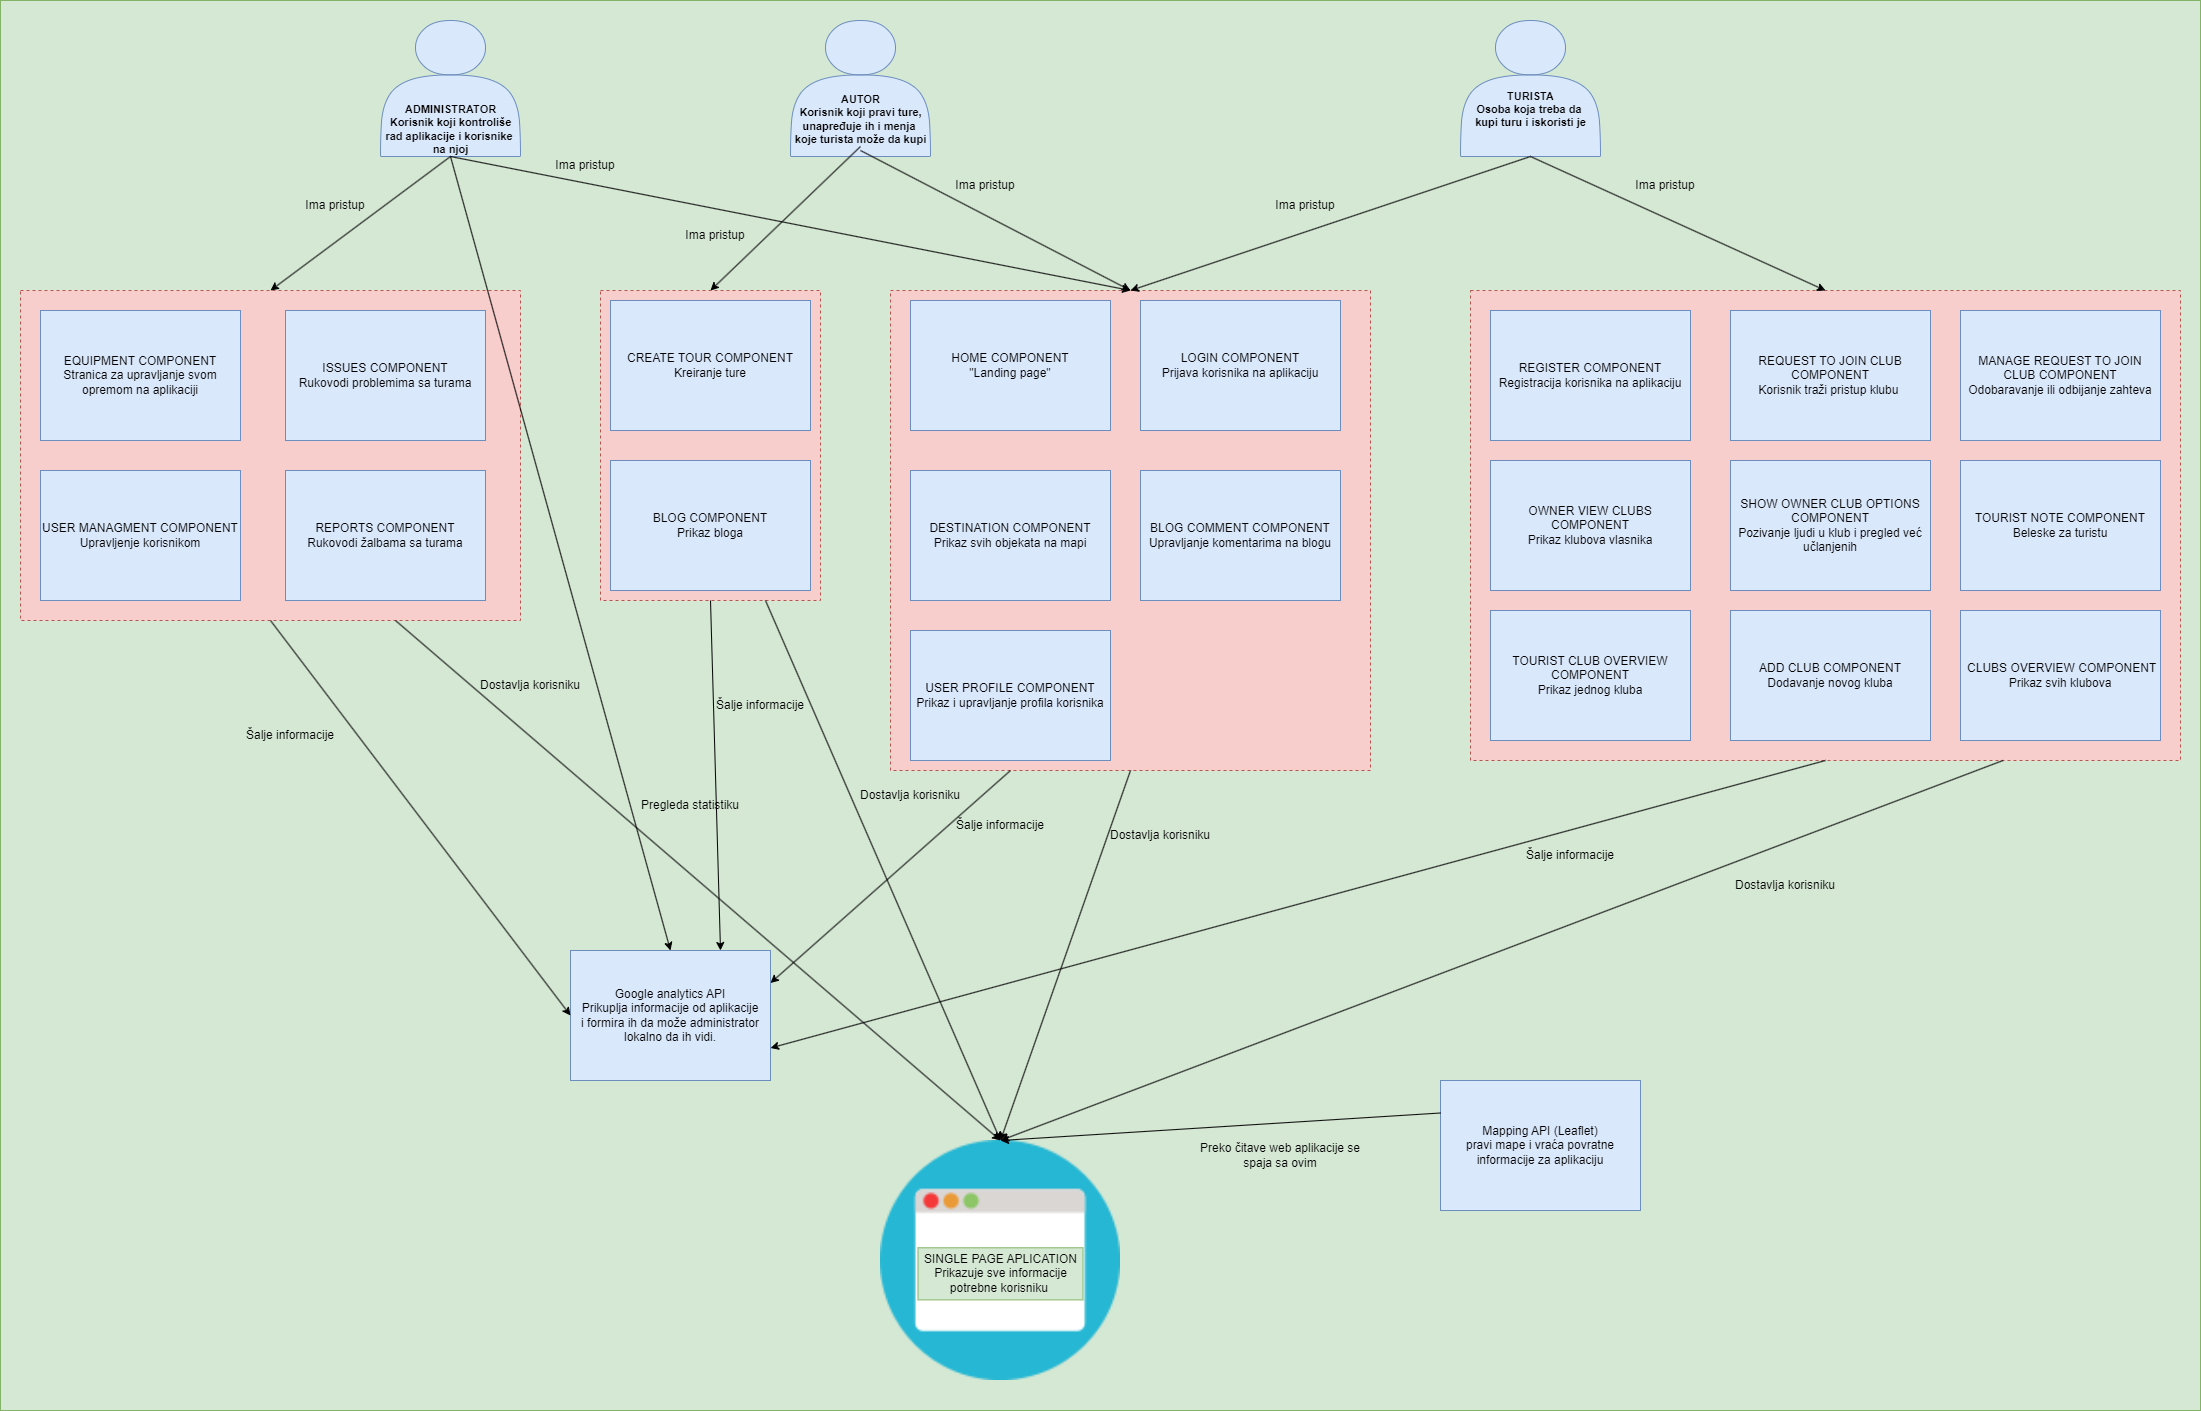 ADMINISTRATOR
Korisnik koji kontroliše
rad aplikacije i korisnike
na njoj
AUTOR
Korisnik koji pravi ture,
unapređuje ih i menja
koje turista može da kupi
TURISTA
Osoba koja treba da
kupi turu i iskoristi je
Ima pristup
Ima pristup
Ima pristup
Ima pristup
Ima pristup
Ima pristup
EQUIPMENT COMPONENT
Stranica za upravljanje svom
opremom na aplikaciji
ISSUES COMPONENT
Rukovodi problemima sa turama
USER MANAGMENT COMPONENT
Upravljenje korisnikom
REPORTS COMPONENT
Rukovodi žalbama sa turama
CREATE TOUR COMPONENT
Kreiranje ture
BLOG COMPONENT
Prikaz bloga
HOME COMPONENT
"Landing page"
LOGIN COMPONENT
Prijava korisnika na aplikaciju
DESTINATION COMPONENT
Prikaz svih objekata na mapi
BLOG COMMENT COMPONENT
Upravljanje komentarima na blogu
USER PROFILE COMPONENT
Prikaz i upravljanje profila korisnika
REGISTER COMPONENT
Registracija korisnika na aplikaciju
REQUEST TO JOIN CLUB
COMPONENT
Korisnik traži pristup klubu
MANAGE REQUEST TO JOIN
CLUB COMPONENT
Odobaravanje ili odbijanje zahteva
OWNER VIEW CLUBS
COMPONENT
Prikaz klubova vlasnika
SHOW OWNER CLUB OPTIONS
COMPONENT
Pozivanje ljudi u klub i pregled već
učlanjenih
TOURIST NOTE COMPONENT
Beleske za turistu
TOURIST CLUB OVERVIEW
COMPONENT
Prikaz jednog kluba
ADD CLUB COMPONENT
Dodavanje novog kluba
CLUBS OVERVIEW COMPONENT
Prikaz svih klubova
Dostavlja korisniku
Šalje informacije
Šalje informacije
Pregleda statistiku
Dostavlja korisniku
Šalje informacije
Dostavlja korisniku
Šalje informacije
Dostavlja korisniku
Google analytics API
Prikuplja informacije od aplikacije
i formira ih da može administrator
lokalno da ih vidi.
Mapping API (Leaflet)
pravi mape i vraća povratne
informacije za aplikaciju
Preko čitave web aplikacije se
spaja sa ovim
SINGLE PAGE APLICATION
Prikazuje sve informacije
potrebne korisniku